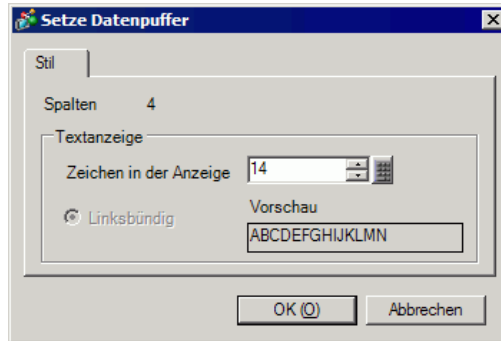 Setze Datenpuffer
Stil
Spalten 4
Textanzeige
Zeichen in der Anzeige 14
Linksbündig
Vorschau
ABCDEFGHIJKLMN
OK (O) Abbrechen